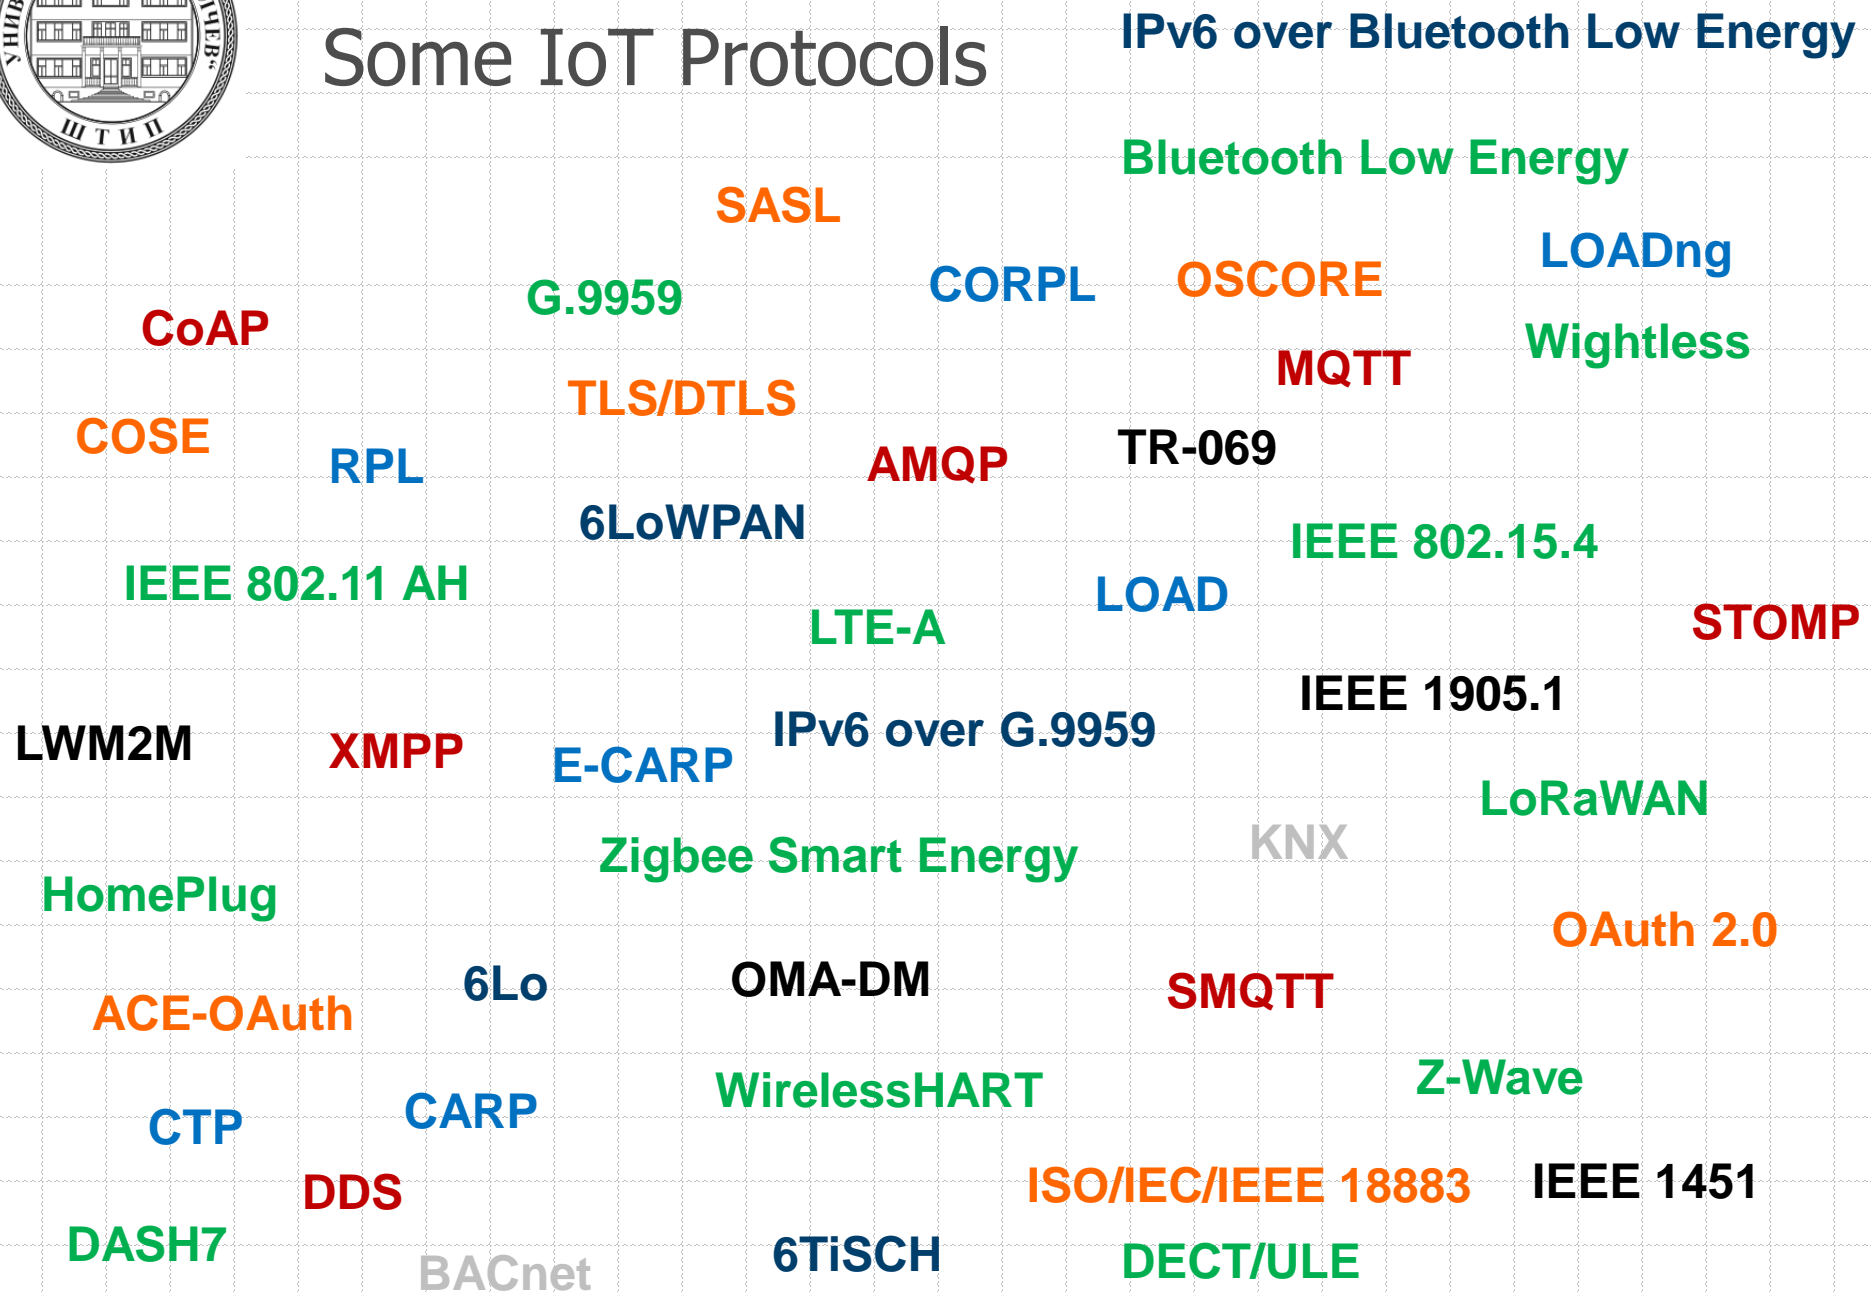 УНИВ
ЛЧЕВ“
ШТИП
Some IoT Protocols
IPv6 over Bluetooth Low Energy
Bluetooth Low Energy
SASL
LOADng
CORPL
OSCORE
G.9959
CoAP
Wightless
MQTT
TLS/DTLS
COSE
TR-069
RPL
AMQP
6LoWPAN
IEEE 802.15.4
IEEE 802.11 AH
LOAD
LTE-A
STOMP
IEEE 1905.1
IPv6 over G.9959
LWM2M
XMPP
E-CARP
LoRaWAN
KNX
Zigbee Smart Energy
HomePlug
OAuth 2.0
OMA-DM
6Lo
SMQTT
ACE-OAuth
Z-Wave
WirelessHART
CARP
CTP
IEEE 1451
ISO/IEC/IEEE 18883
DDS
DASH7
6TiSCH
DECT/ULE
BACnet